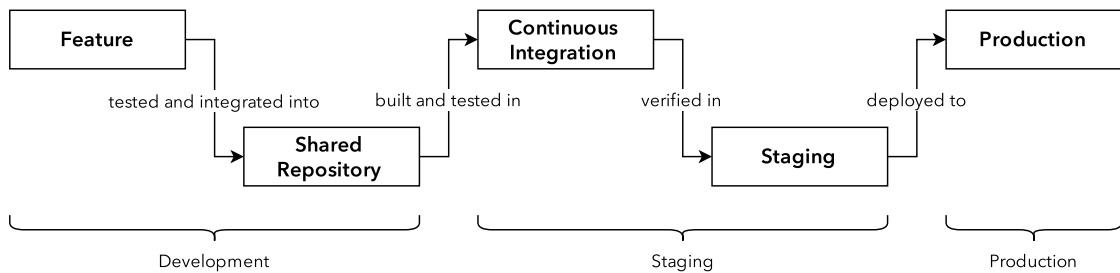 Feature
Continuous
Integration
Production
tested and integrated into
built and tested in
verified in
deployed to
Shared
Repository
Staging
Development
Staging
Production